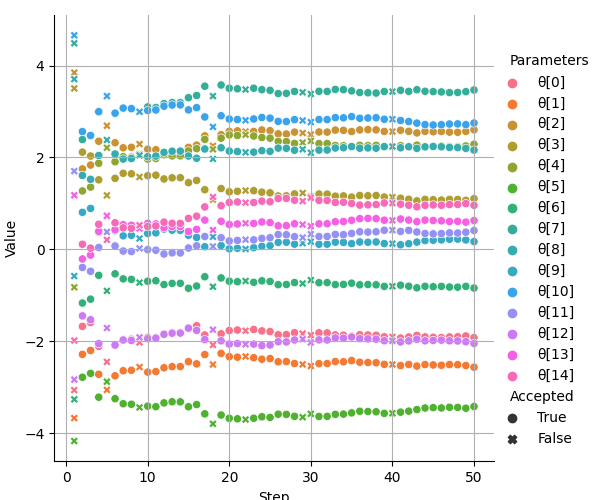 Parameters
θ[0]
θ[1]
θ[2]
θ[3]
θ[4]
θ[5]
θ[6]
θ[7]
θ[8]
θ[9]
θ[10]
θ[11]
θ[12]
θ[13]
θ[14]
Accepted
True
False
Value
4
2
0
−2
−4
0
10
20
30
40
50
Step